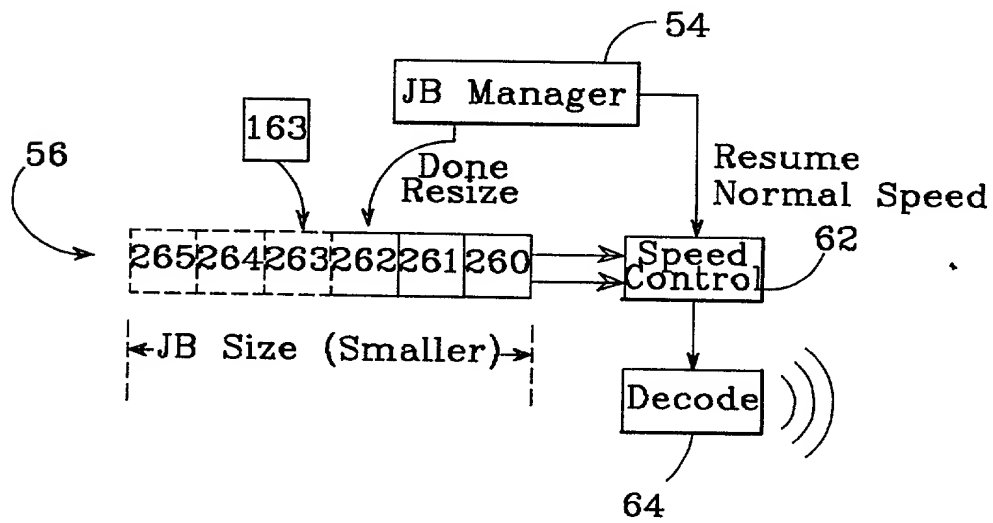 54
JB Manager
163
56
Done
Resize
Resume
Normal Speed
265 264 263 262 261 260
Speed
Control
62
JB Size (Smaller)
Decode
64